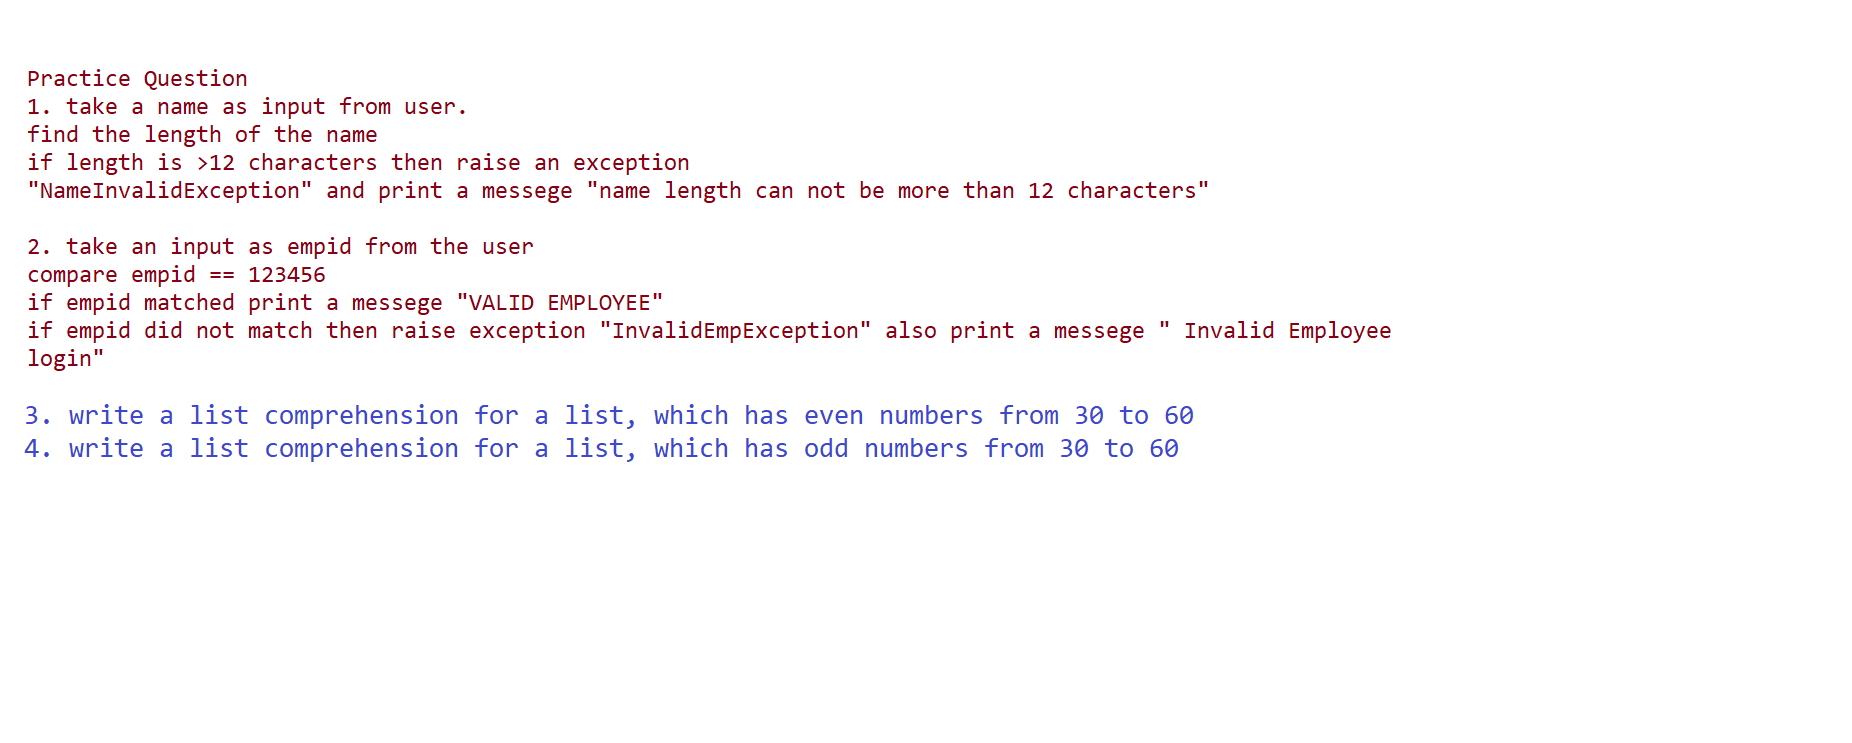 Practice Question
1. take a name as input from user.
find the length of the name
if length is >12 characters then raise an exception
"NameInvalidException" and print a messege "name length can not be more than 12 characters"
2. take an input as empid from the user
compare empid == 123456
if empid matched print a messege "VALID EMPLOYEE"
if empid did not match then raise exception "InvalidEmpException" also print a messege " Invalid Employee
login"
3. write a list comprehension for a list, which has even numbers from 30 to 60
4. write a list comprehension for a list, which has odd numbers from 30 to 60